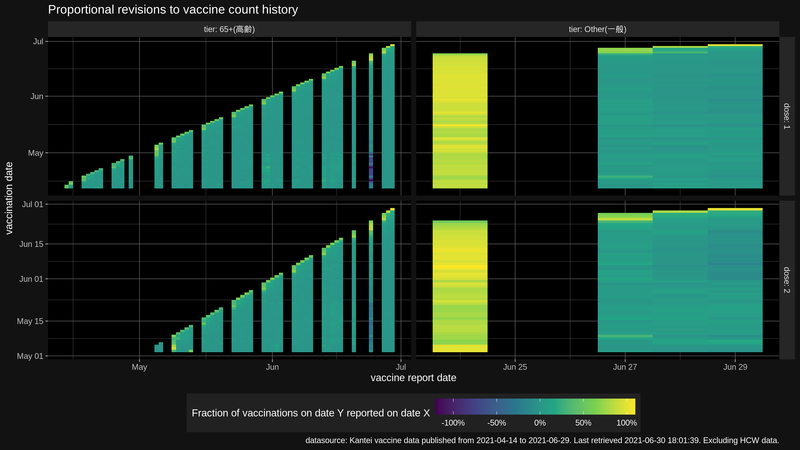 Proportional revisions to vaccine count history
tier: 65+(高齢)
tier: Other(一般)
Jul
Jun
May
dose: 1
vaccination date
Jul 01
Jun 15
Jun 01
May 15
May 01
dose: 2
May
Jun
Jul
Jun 25
Jun 27
Jun 29
vaccine report date
Fraction of vaccinations on date Y reported on date X
-100%
-50%
0%
50%
100%
datasource: Kantei vaccine data published from 2021-04-14 to 2021-06-29. Last retrieved 2021-06-30 18:01:39. Excluding HCW data.